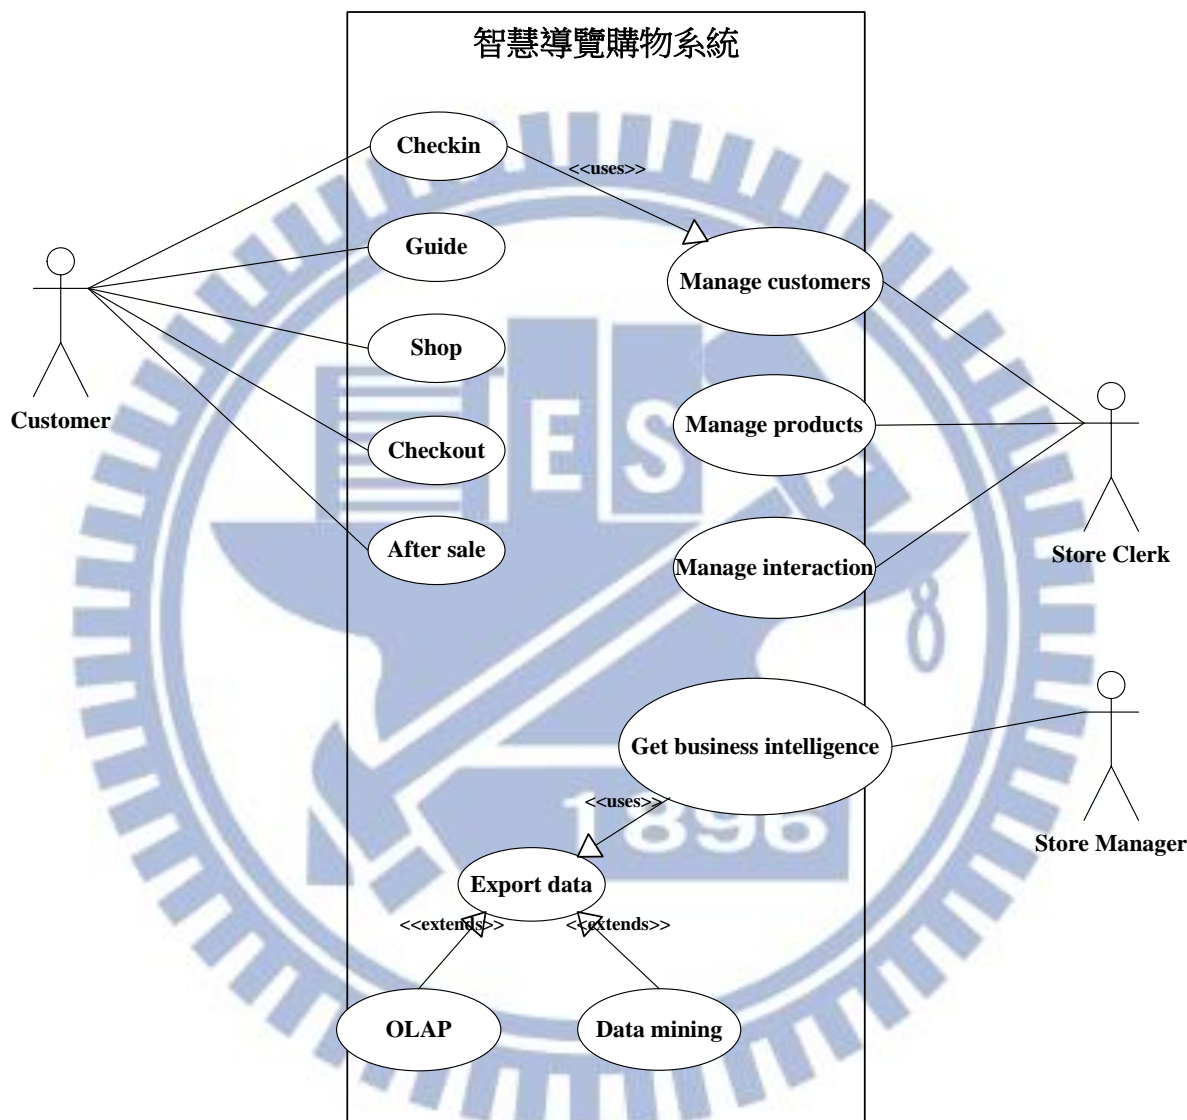 智慧導覽購物系統
Checkin
<<uses>>
Guide
Manage customers
Shop
Customer
Manage products
Checkout
After sale
Manage interaction
Store Clerk
Get business intelligence
<<uses>>
Store Manager
Export data
<<extends>>
<<extends>>
OLAP
Data mining
E S
1896